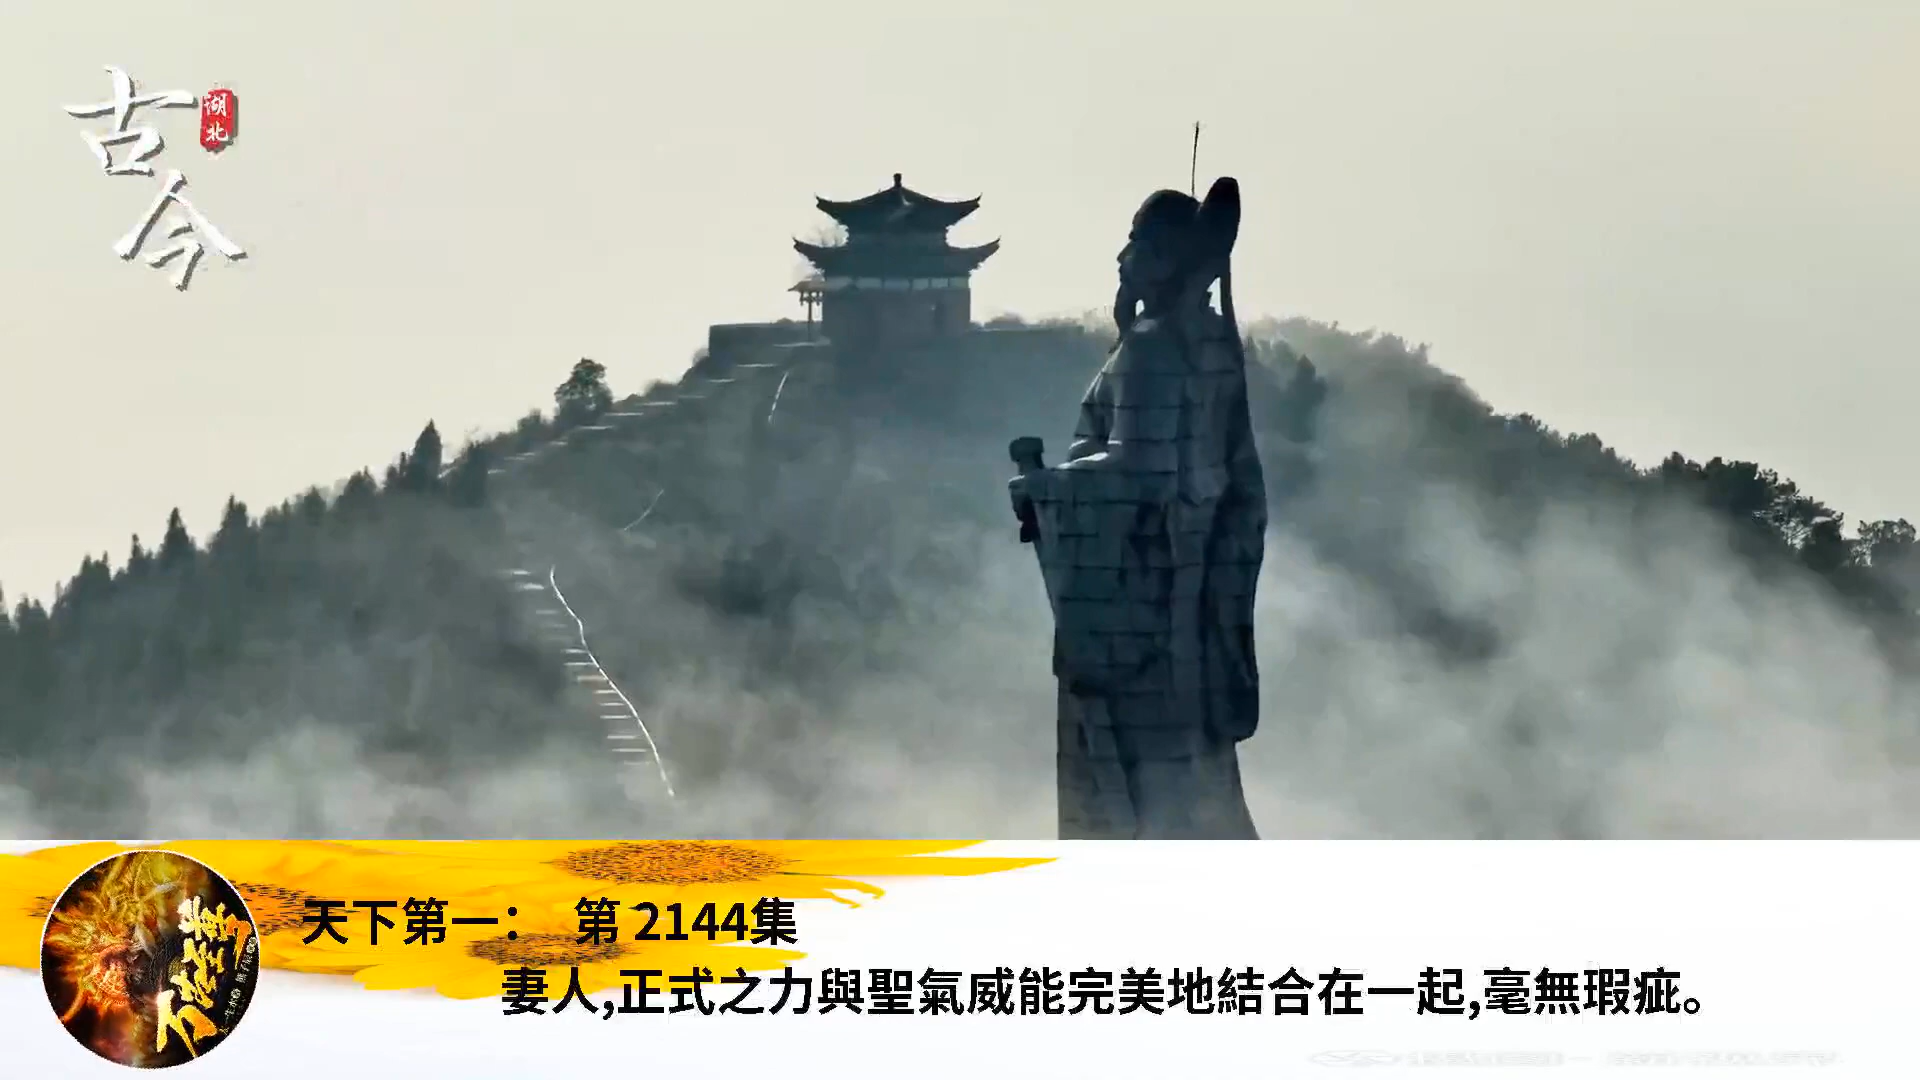 古今
湖北
天下第一： 第 2144集
妻人,正式之力與聖氣威能完美地結合在一起,毫無瑕疵。